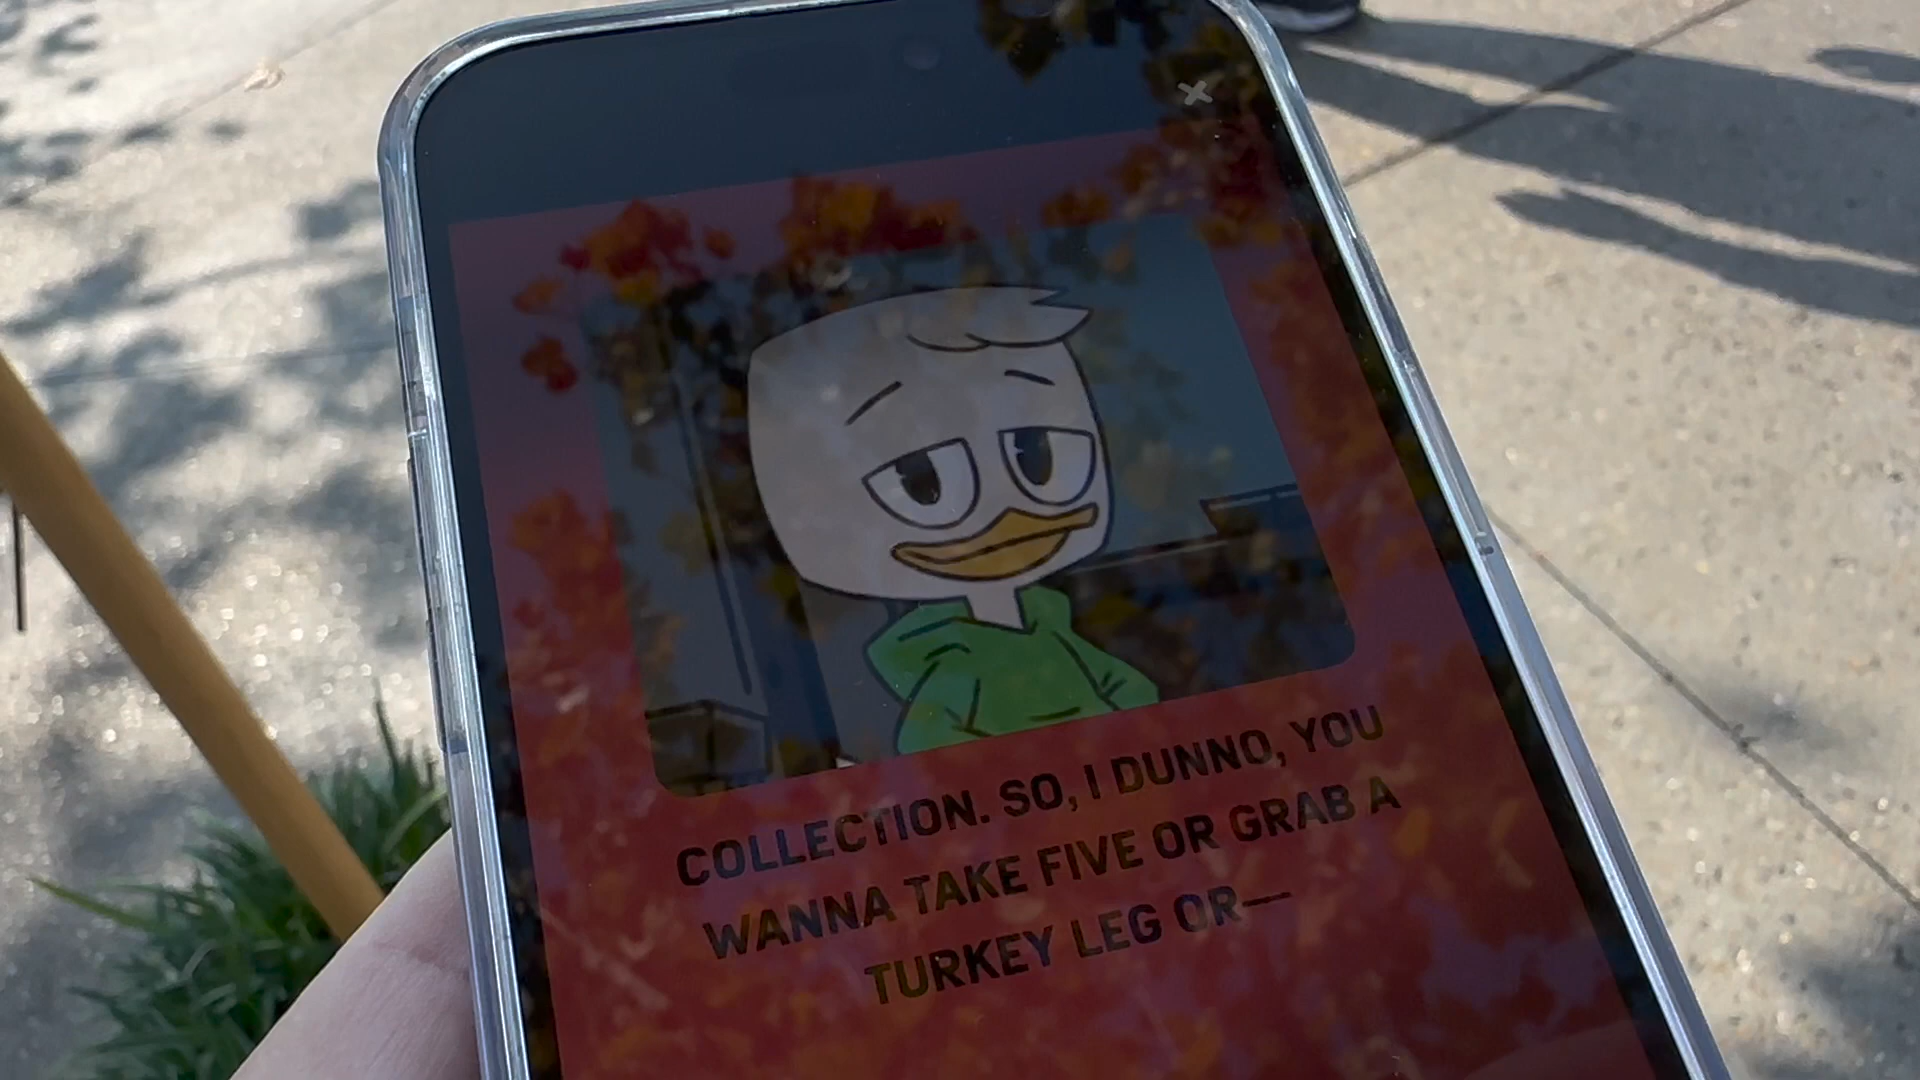 COLLECTION. SO, I DUNNO, YOU
WANNA TAKE FIVE OR GRAB A
TURKEY LEG OR—